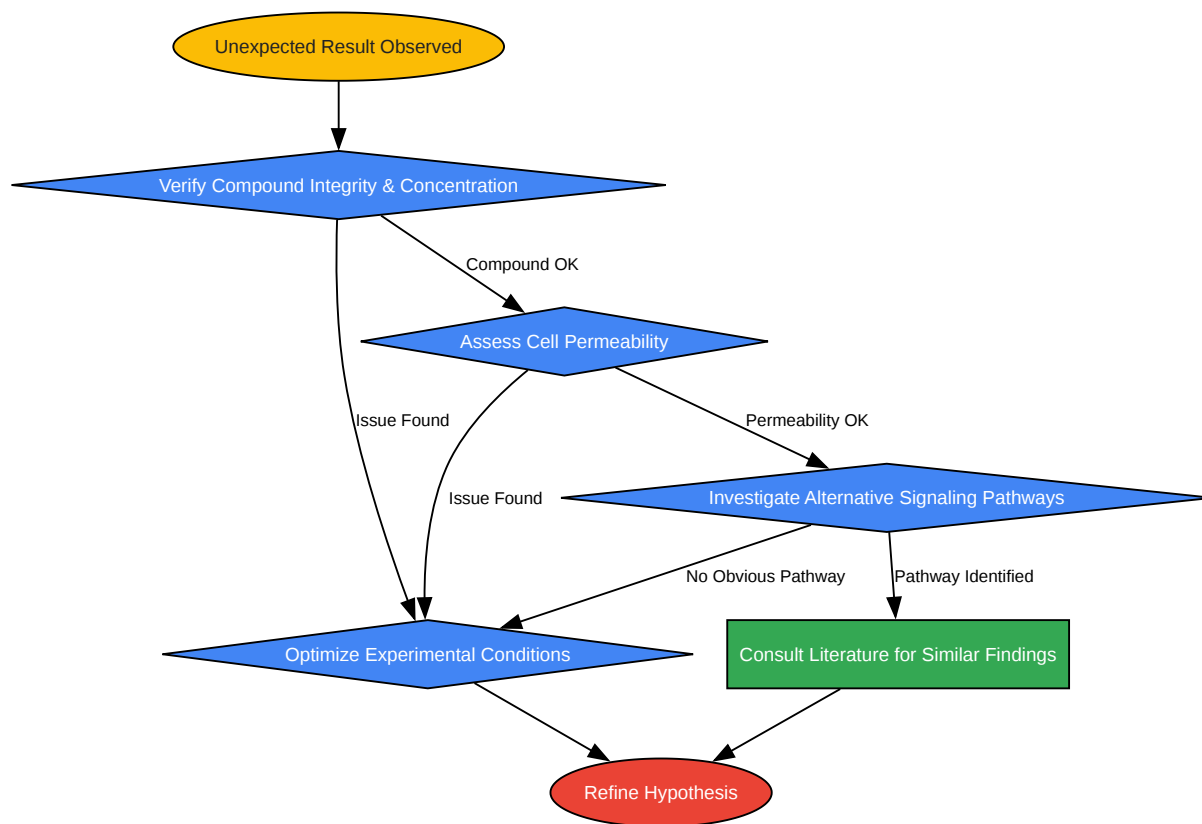 Unexpected Result Observed
Verify Compound Integrity & Concentration
Compound OK
Assess Cell Permeability
Issue Found
Permeability OK
Issue Found
Investigate Alternative Signaling Pathways
No Obvious Pathway
Pathway Identified
Optimize Experimental Conditions
Consult Literature for Similar Findings
Refine Hypothesis